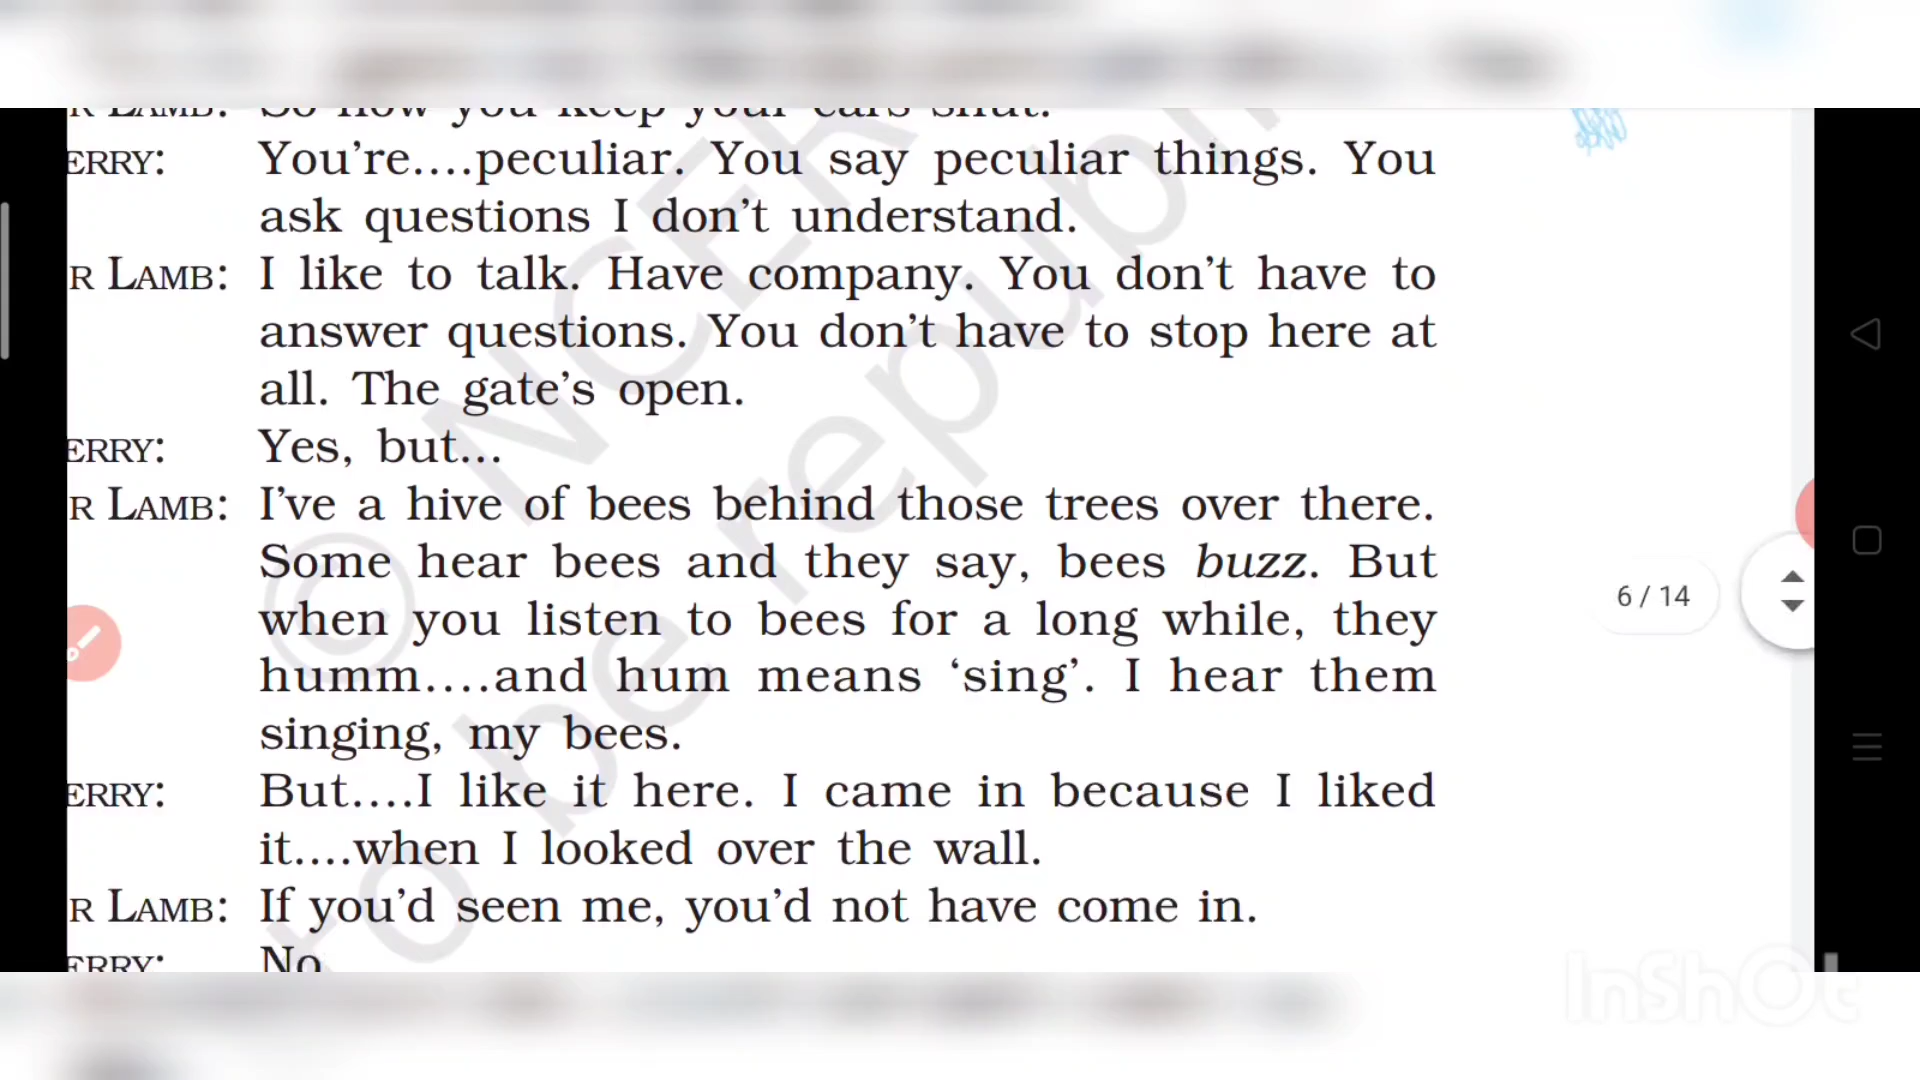 R LAMB: So now you keep your ears shut.
ERRY: You're....peculiar. You say peculiar things. You
ask questions I don't understand.
R LAMB: I like to talk. Have company. You don't have to
answer questions. You don't have to stop here at
all. The gate's open.
ERRY: Yes, but...
R LAMB: I've a hive of bees behind those trees over there.
Some hear bees and they say, bees buzz. But
when you listen to bees for a long while, they
humm....and hum means ‘sing’. I hear them
singing, my bees.
ERRY: But....I like it here. I came in because I liked
it....when I looked over the wall.
R LAMB: If you'd seen me, you'd not have come in.
ERRY: No
6 / 14
© NCER
to be republi
InShOt